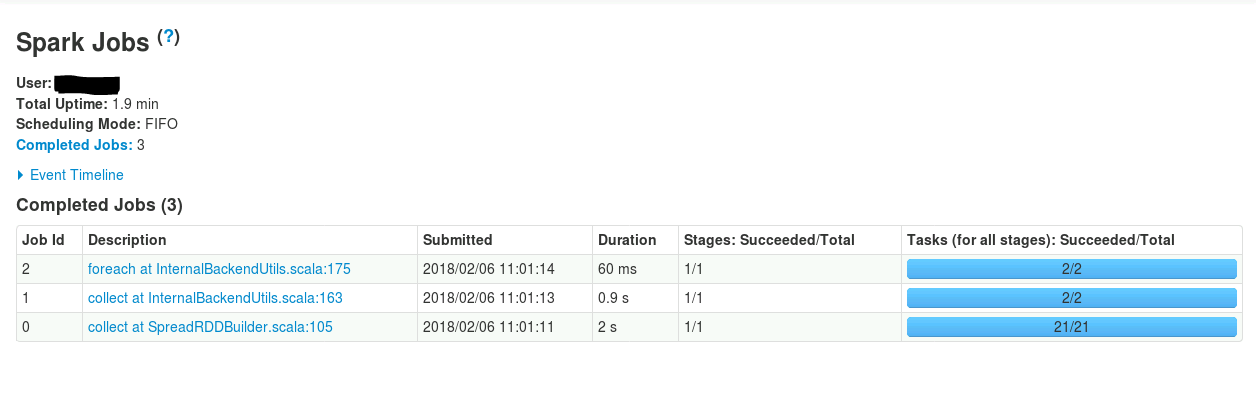 Spark Jobs (?)
User:
Total Uptime: 1.9 min
Scheduling Mode: FIFO
Completed Jobs: 3
Event Timeline
Completed Jobs (3)
Job Id Description Submitted Duration Stages: Succeeded/Total Tasks (for all stages): Succeeded/Total
2 foreach at InternalBackendUtils.scala:175 2018/02/06 11:01:14 60 ms 1/1 2/2
1 collect at InternalBackendUtils.scala:163 2018/02/06 11:01:13 0.9 s 1/1 2/2
0 collect at SpreadRDDBuilder.scala:105 2018/02/06 11:01:11 2 s 1/1 21/21